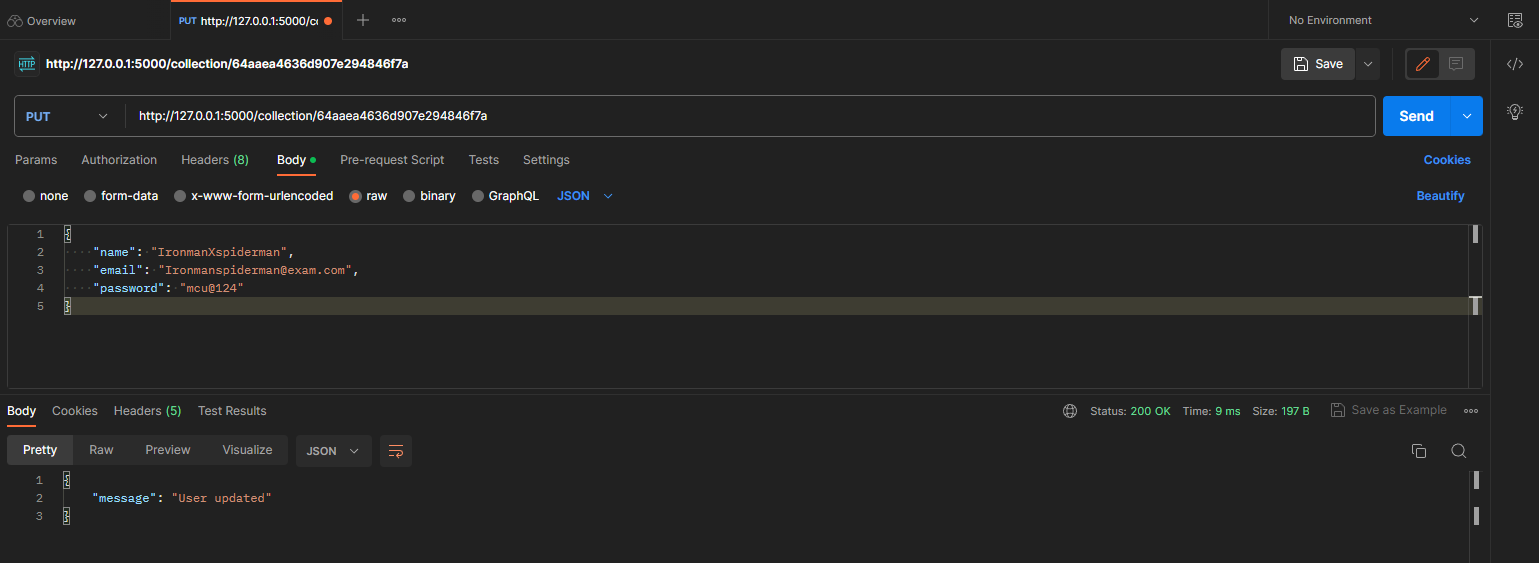 Overview
PUT http://127.0.0.1:5000/cc
No Environment
HTTP http://127.0.0.1:5000/collection/64aaea4636d907e294846f7a
Save
PUT http://127.0.0.1:5000/collection/64aaea4636d907e294846f7a
Send
Params Authorization Headers (8) Body Pre-request Script Tests Settings Cookies
none form-data x-www-form-urlencoded raw binary GraphQL JSON Beautify
1 {
2 "name": "IronmanXspiderman",
3 "email": "Ironmanspiderman@exam.com",
4 "password": "mcu@124"
5 }
Body Cookies Headers (5) Test Results Status: 200 OK Time: 9 ms Size: 197 B Save as Example
Pretty Raw Preview Visualize JSON
1 {
2 "message": "User updated"
3 }